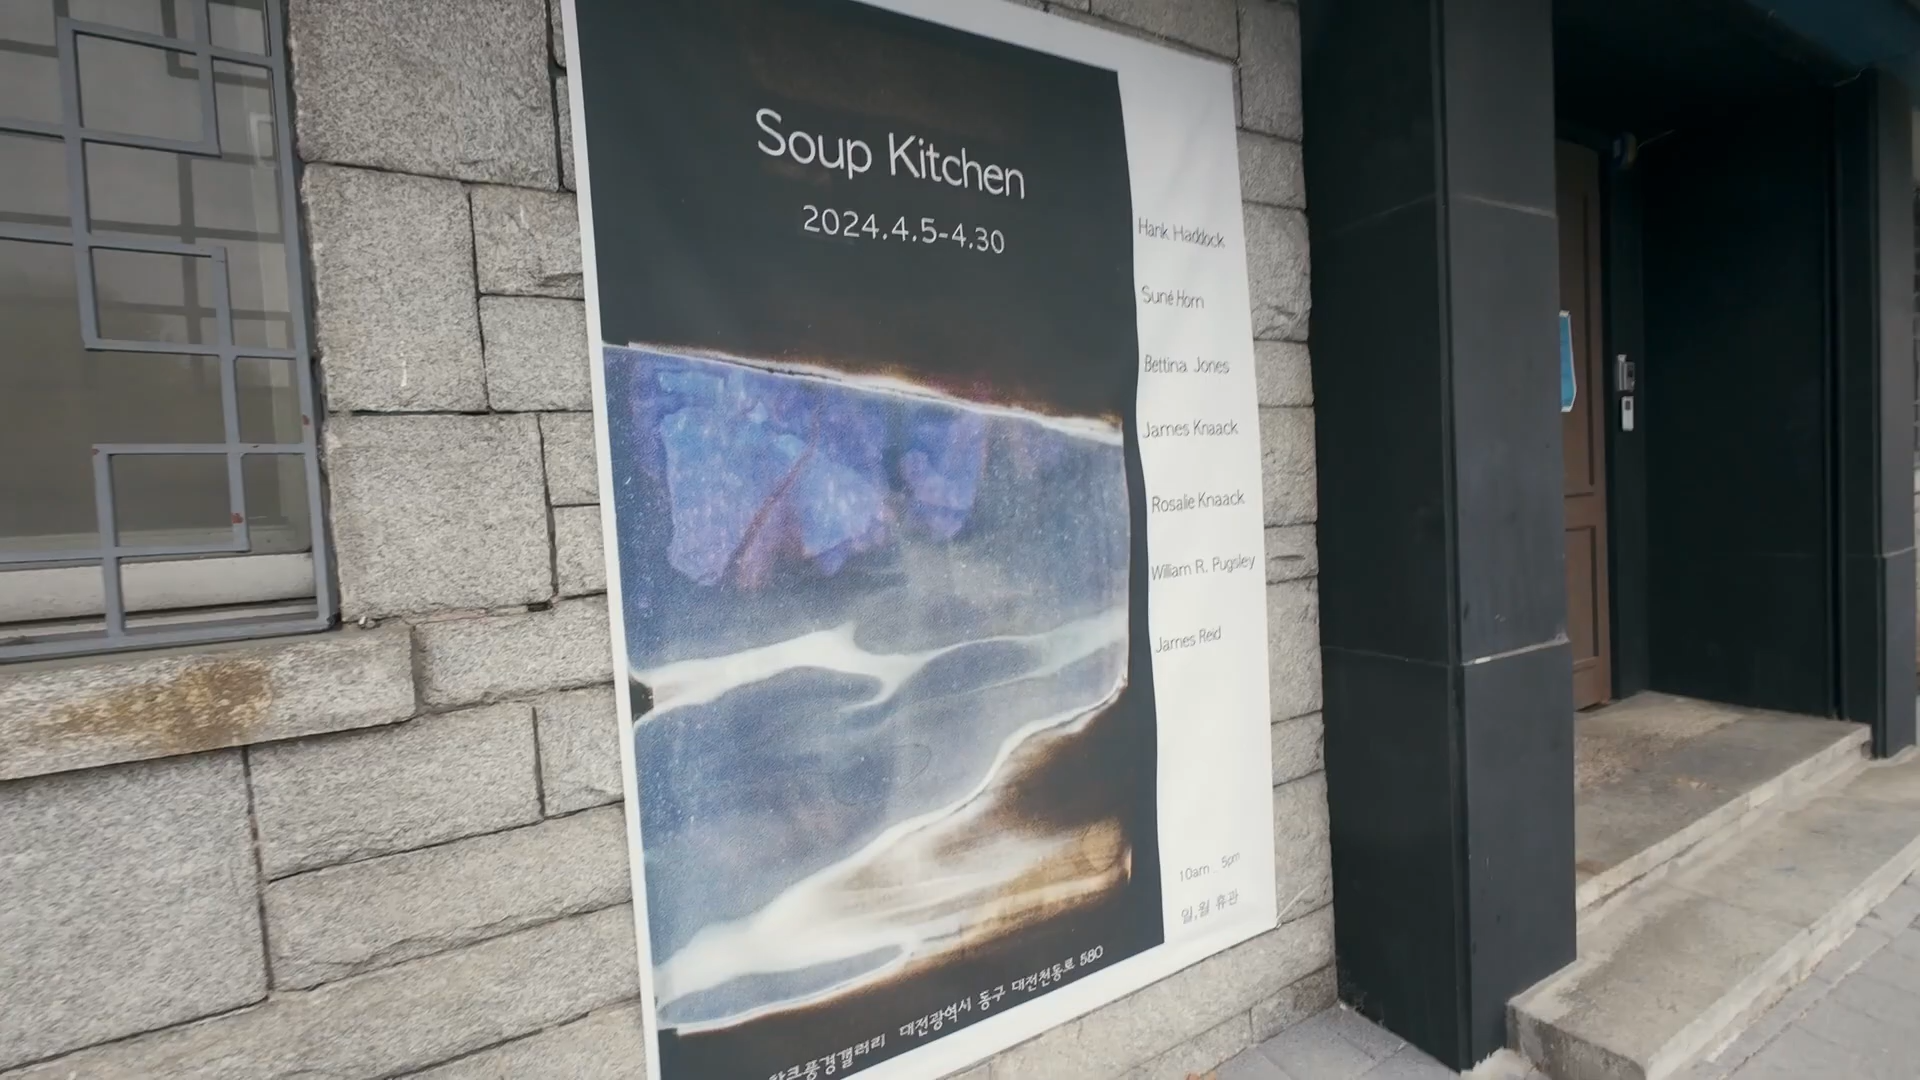 Soup Kitchen
2024.4.5-4.30
Hank Haddock
Suné Horn
Bettina Jones
James Knaack
Rosalie Knaack
William R. Pugsley
James Reid
10am _ 5pm
일,월 휴관
대전광역시 동구 대전천동로 580